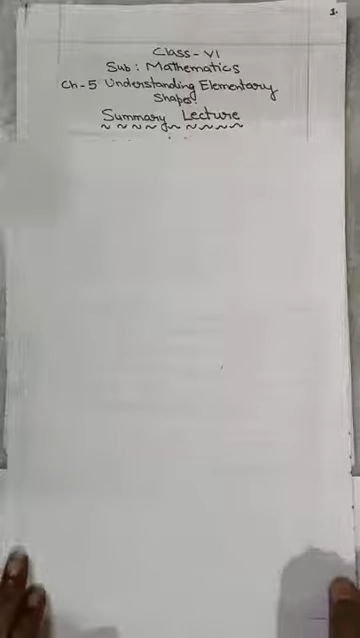 1.
Class - VI
Sub : Mathematics
Ch - 5 Understanding Elementary
Shapes
Summary Lecture